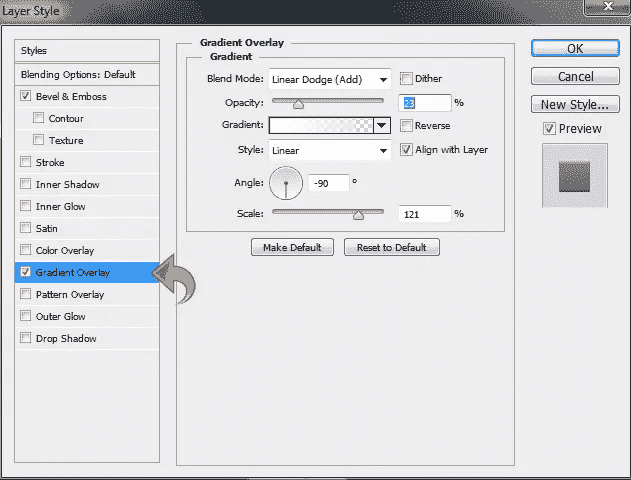 Layer Style
Styles
Blending Options: Default
Bevel & Emboss
Contour
Texture
Stroke
Inner Shadow
Inner Glow
Satin
Color Overlay
Gradient Overlay
Pattern Overlay
Outer Glow
Drop Shadow
Gradient Overlay
Gradient
Blend Mode: Linear Dodge (Add) Dither
Opacity: 23 %
Gradient: Reverse
Style: Linear Align with Layer
Angle: -90 °
Scale: 121 %
Make Default Reset to Default
OK
Cancel
New Style...
Preview